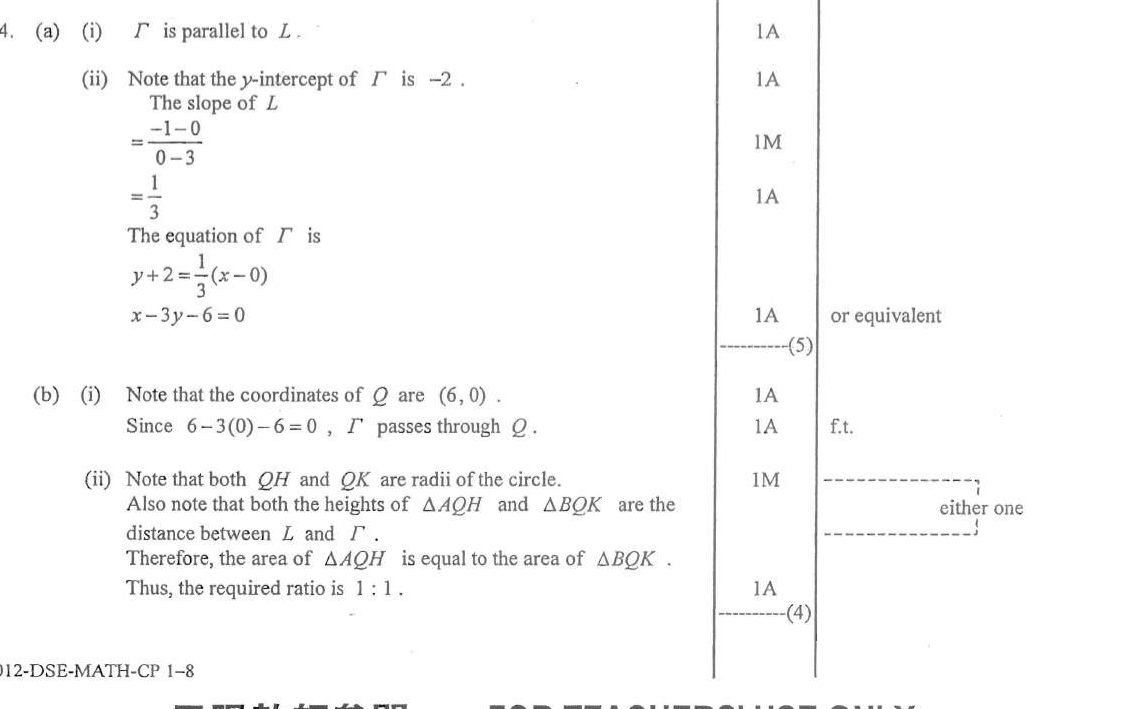 4. (a) (i) Γ is parallel to L . 1A
(ii) Note that the y-intercept of Γ is −2 . 1A
The slope of L
= (−1−0)/(0−3) 1M
= 1/3 1A
The equation of Γ is
y+2 = 1/3 (x−0)
x−3y−6=0 1A or equivalent
----------(5)
(b) (i) Note that the coordinates of Q are (6, 0) . 1A
Since 6−3(0)−6=0 , Γ passes through Q . 1A f.t.
(ii) Note that both QH and QK are radii of the circle. 1M
Also note that both the heights of ΔAQH and ΔBQK are the
either one
distance between L and Γ .
Therefore, the area of ΔAQH is equal to the area of ΔBQK .
Thus, the required ratio is 1 : 1 . 1A
----------(4)
012-DSE-MATH-CP 1−8